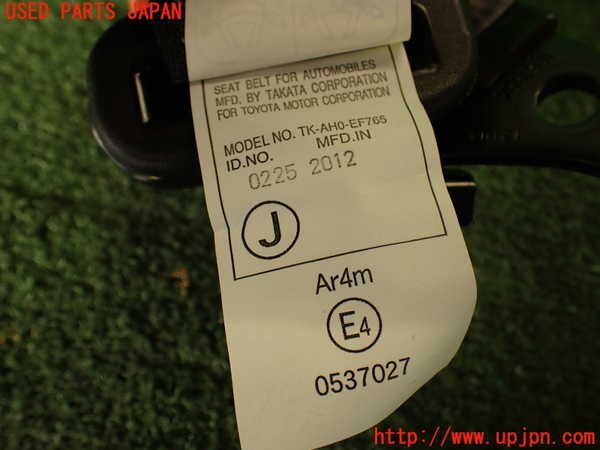 USED PARTS JAPAN
SEAT BELT FOR AUTOMOBILES
MFD. BY TAKATA CORPORATION
FOR TOYOTA MOTOR CORPORATION
MODEL NO. TK-AH0-EF765
ID.NO. MFD.IN
0225 2012
J
Ar4m
E4
0537027
http://www.upjpn.com/